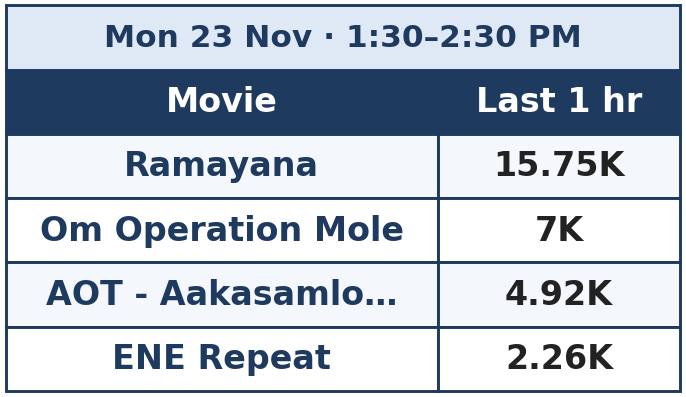 Mon 23 Nov · 1:30–2:30 PM
Movie Last 1 hr
Ramayana 15.75K
Om Operation Mole 7K
AOT - Aakasamlo... 4.92K
ENE Repeat 2.26K